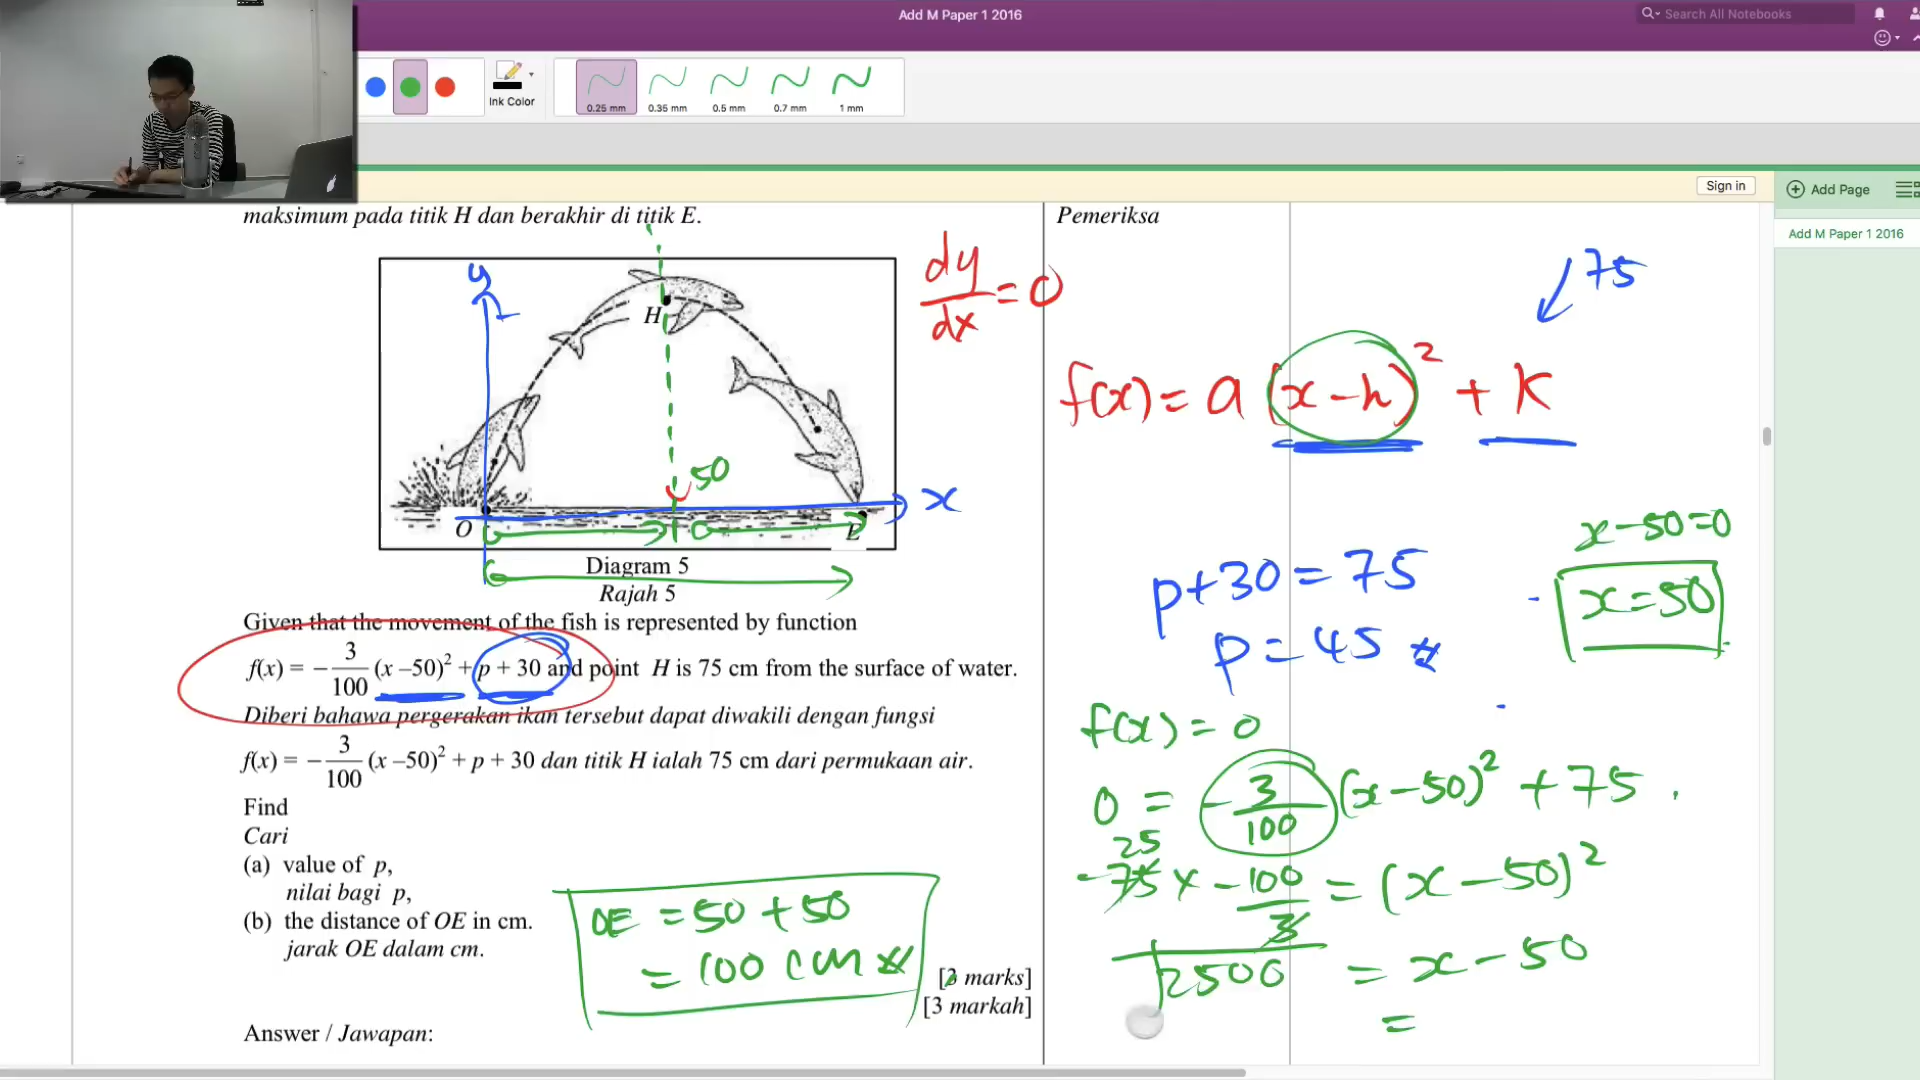 Add M Paper 1 2016
Search All Notebooks
Ink Color
0.25 mm
0.35 mm
0.5 mm
0.7 mm
1 mm
Sign in
Add Page
Add M Paper 1 2016
maksimum pada titik H dan berakhir di titik E.
Pemeriksa
y
H
50
x
O
E
Diagram 5
Rajah 5
Given that the movement of the fish is represented by function
f(x) = −3/100 (x –50)² + p + 30 and point H is 75 cm from the surface of water.
Diberi bahawa pergerakan ikan tersebut dapat diwakili dengan fungsi
f(x) = −3/100 (x –50)² + p + 30 dan titik H ialah 75 cm dari permukaan air.
Find
Cari
(a) value of p,
nilai bagi p,
(b) the distance of OE in cm.
jarak OE dalam cm.
OE = 50 + 50
= 100 cm
[3 marks]
[3 markah]
Answer / Jawapan:
dy/dx = 0
75
f(x) = a (x − h)² + k
p + 30 = 75
p = 45
x − 50 = 0
x = 50
f(x) = 0
0 = −3/100 (x − 50)² + 75
25
−75 × −100/3 = (x − 50)²
√2500 = x − 50
=